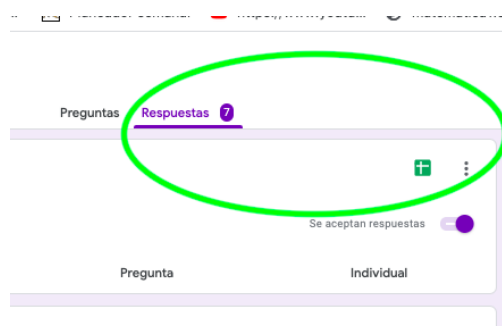 Preguntas Respuestas 7
Se aceptan respuestas
Pregunta Individual